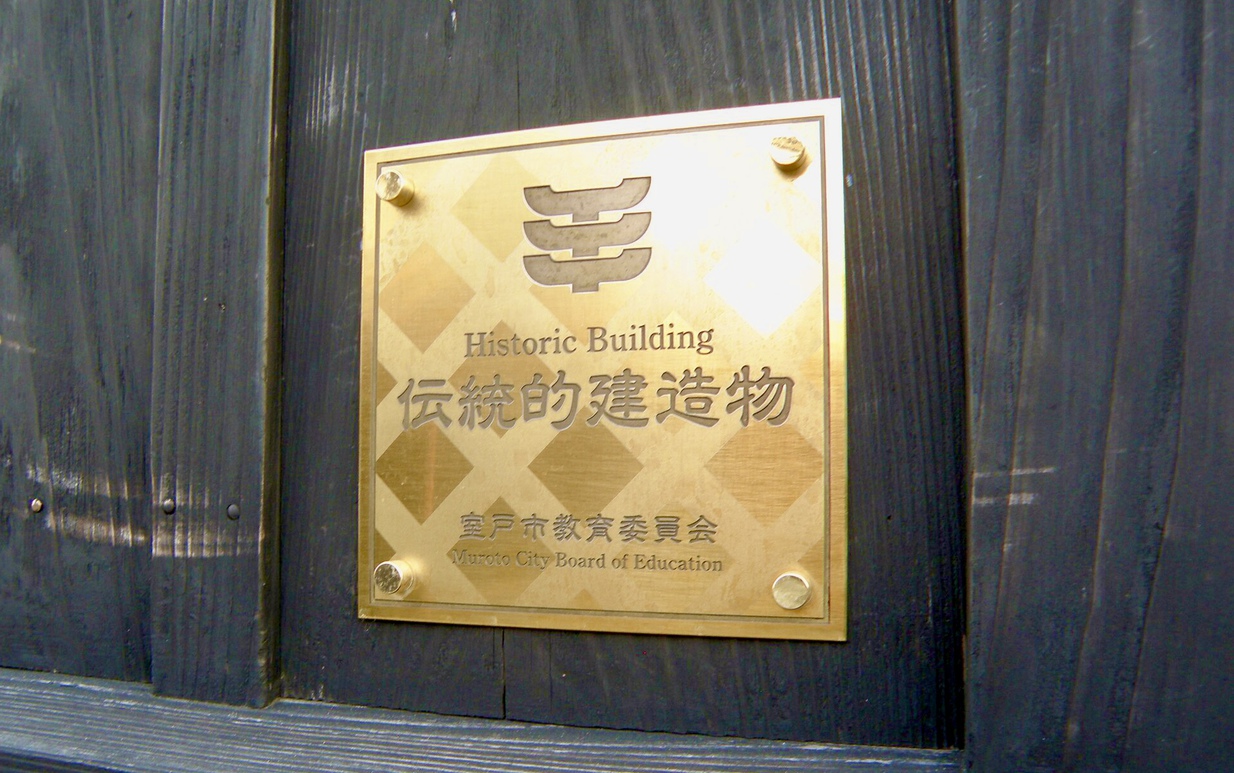 Historic Building
伝統的建造物
室戸市教育委員会
Muroto City Board of Education